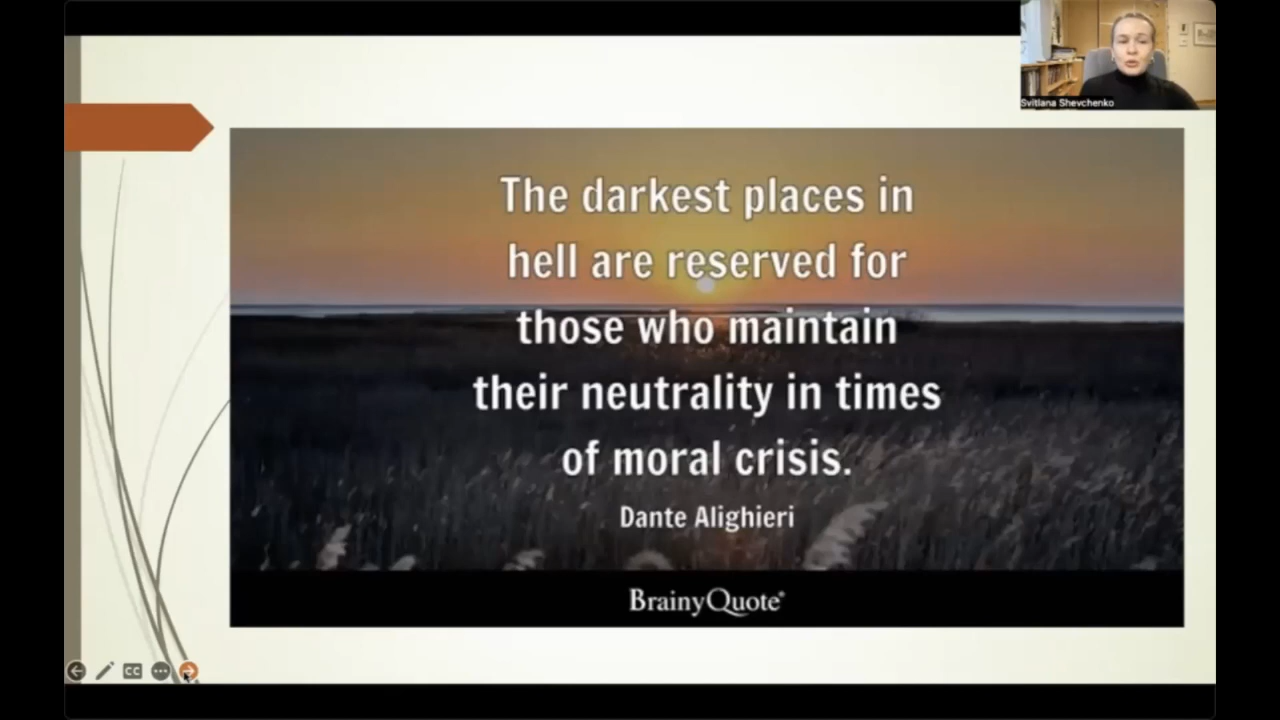 Svitlana Shevchenko
The darkest places in
hell are reserved for
those who maintain
their neutrality in times
of moral crisis.
Dante Alighieri
BrainyQuote®
CC